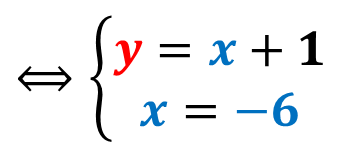 ⟺ { y = x + 1
x = −6